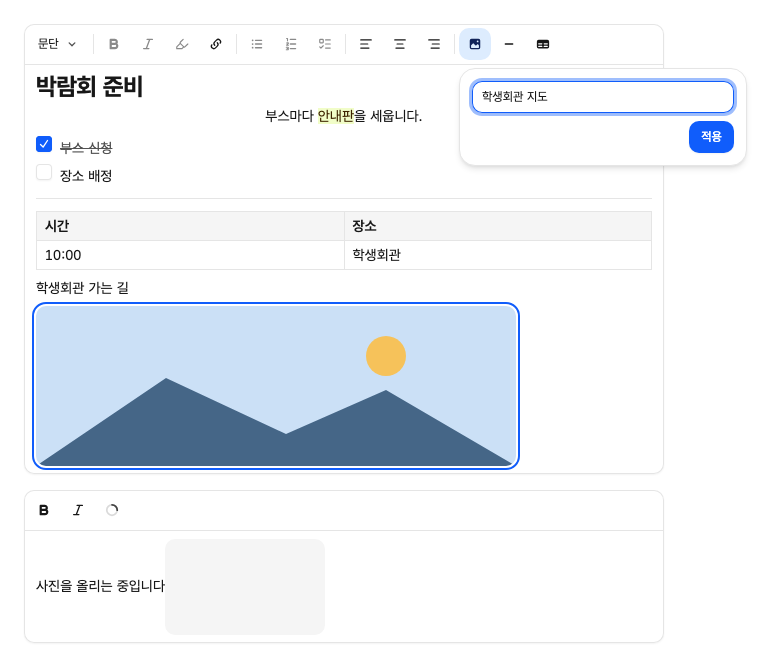 문단
박람회 준비
부스마다 안내판을 세웁니다.
부스 신청
장소 배정
시간 장소
10:00 학생회관
학생회관 가는 길
학생회관 지도
적용
사진을 올리는 중입니다